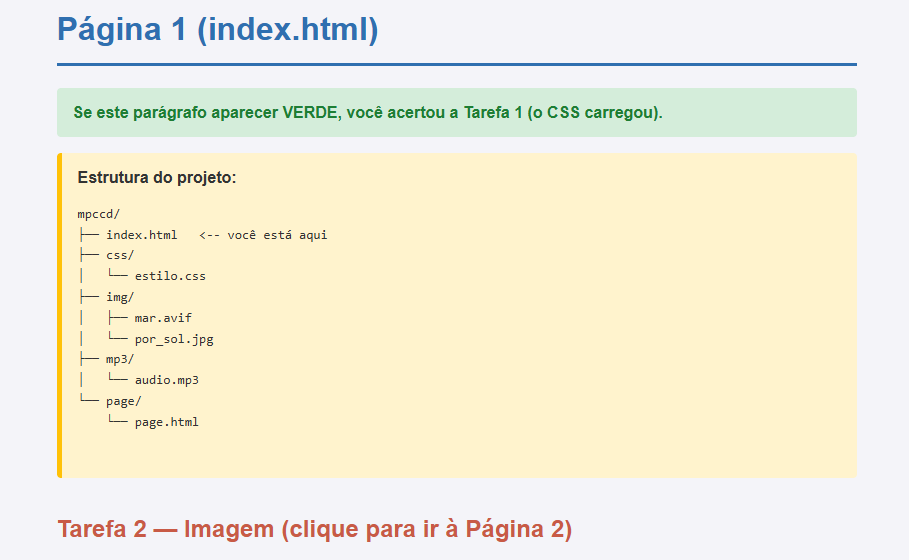 Página 1 (index.html)
Se este parágrafo aparecer VERDE, você acertou a Tarefa 1 (o CSS carregou).
Estrutura do projeto:
mpccd/
├── index.html   <-- você está aqui
├── css/
│   └── estilo.css
├── img/
│   ├── mar.avif
│   └── por_sol.jpg
├── mp3/
│   └── audio.mp3
└── page/
    └── page.html
Tarefa 2 — Imagem (clique para ir à Página 2)